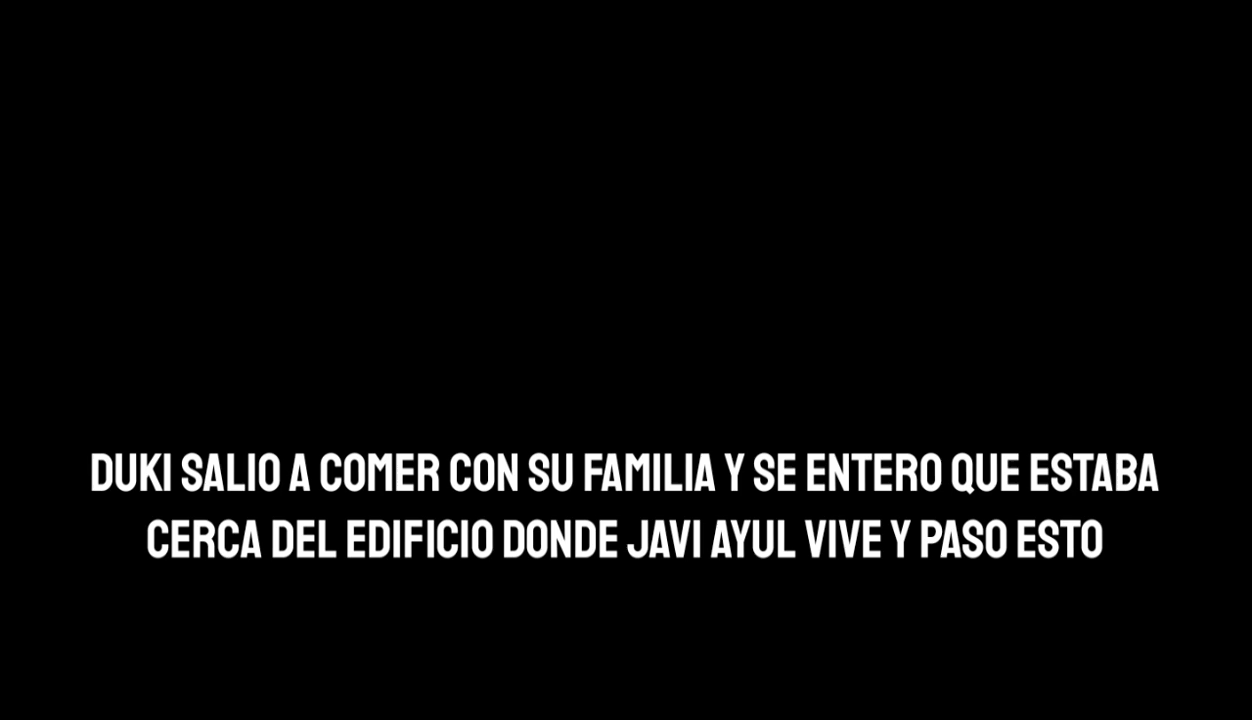 DUKI SALIO A COMER CON SU FAMILIA Y SE ENTERO QUE ESTABA
CERCA DEL EDIFICIO DONDE JAVI AYUL VIVE Y PASO ESTO